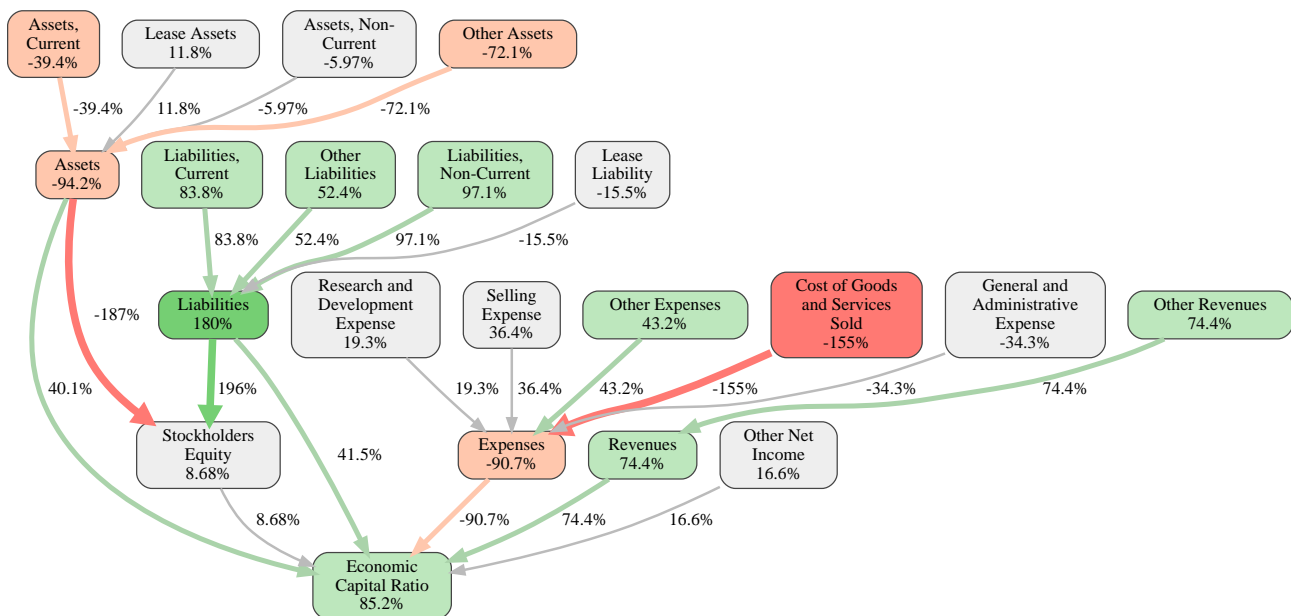 Assets,
Current
-39.4%
Lease Assets
11.8%
Assets, Non-
Current
-5.97%
Other Assets
-72.1%
-39.4%
11.8%
-5.97%
-72.1%
Assets
-94.2%
Liabilities,
Current
83.8%
Other
Liabilities
52.4%
Liabilities,
Non-Current
97.1%
Lease
Liability
-15.5%
83.8%
52.4%
97.1%
-15.5%
Liabilities
180%
Research and
Development
Expense
19.3%
Selling
Expense
36.4%
Other Expenses
43.2%
Cost of Goods
and Services
Sold
-155%
General and
Administrative
Expense
-34.3%
Other Revenues
74.4%
-187%
40.1%
196%
19.3%
36.4%
43.2%
-155%
-34.3%
74.4%
Stockholders
Equity
8.68%
41.5%
Expenses
-90.7%
Revenues
74.4%
Other Net
Income
16.6%
8.68%
-90.7%
74.4%
16.6%
Economic
Capital Ratio
85.2%